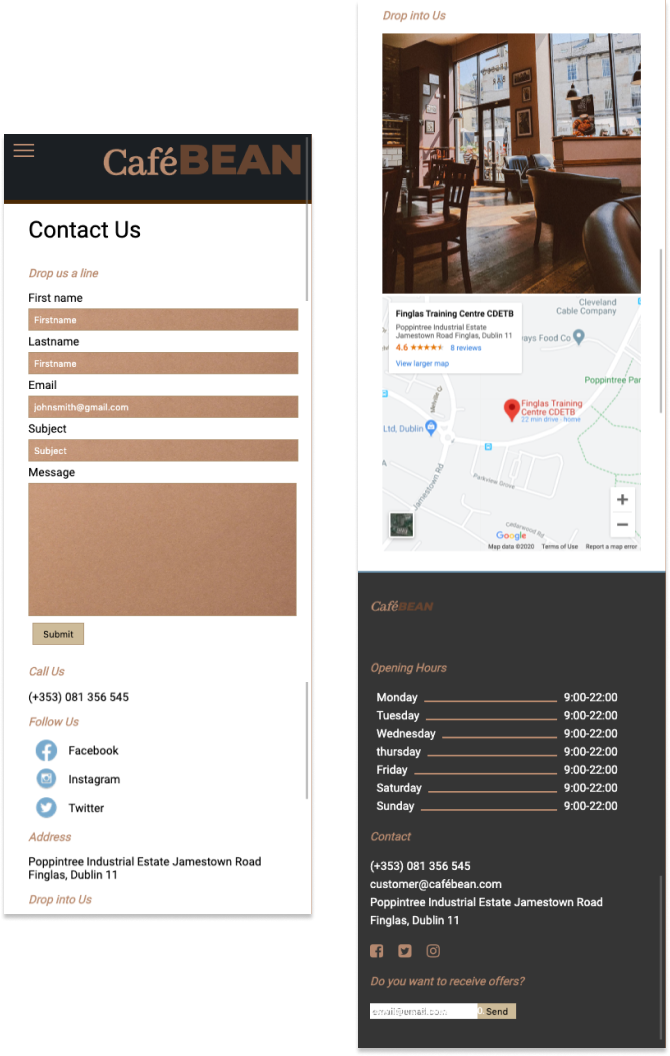 CaféBEAN
Contact Us
Drop us a line
First name
Firstname
Lastname
Firstname
Email
johnsmith@gmail.com
Subject
Subject
Message
Submit
Call Us
(+353) 081 356 545
Follow Us
Facebook
Instagram
Twitter
Address
Poppintree Industrial Estate Jamestown Road
Finglas, Dublin 11
Drop into Us
Drop into Us
Cleveland
Cable Company
Finglas Training Centre CDETB
Poppintree Industrial Estate
Jamestown Road Finglas, Dublin 11
4.6 8 reviews
View larger map
ays Food Co
Poppintree Par
Melville Ct
Finglas Training
Centre CDETB
22 min drive - home
Ltd, Dublin
Jamestown Rd
Parkview Grove
Cedarwood Rd
+
−
Google
Map data ©2020 Terms of Use Report a map error
CaféBEAN
Opening Hours
Monday 9:00-22:00
Tuesday 9:00-22:00
Wednesday 9:00-22:00
thursday 9:00-22:00
Friday 9:00-22:00
Saturday 9:00-22:00
Sunday 9:00-22:00
Contact
(+353) 081 356 545
customer@cafébean.com
Poppintree Industrial Estate Jamestown Road
Finglas, Dublin 11
Do you want to receive offers?
email@email.com Send